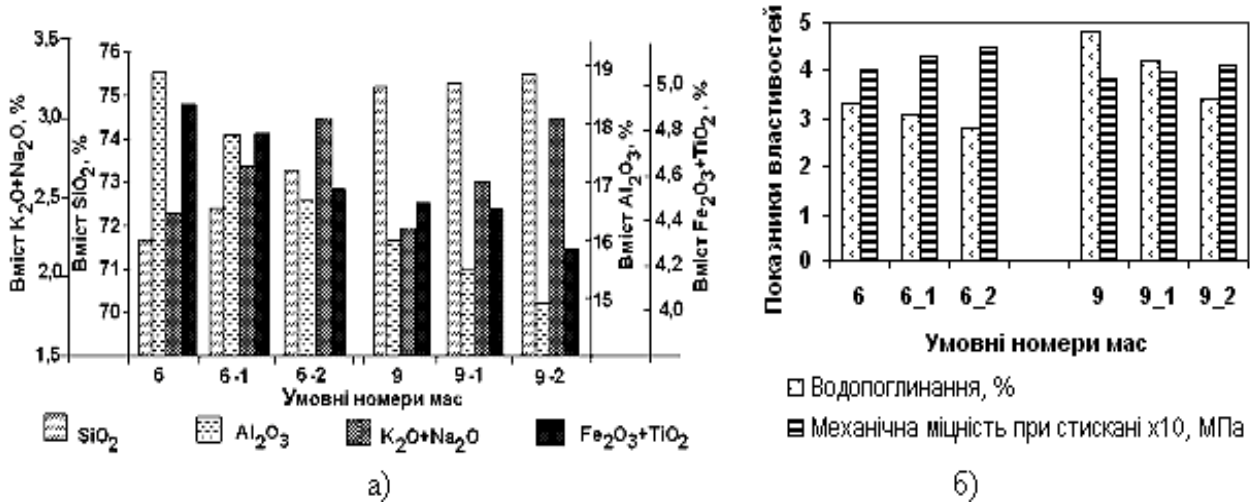 3,5
3,0
2,5
2,0
1,5
Вміст K2O+Na2O, %
76
75
74
73
72
71
70
Вміст SiO2, %
19
18
17
16
15
Вміст Al2O3, %
5,0
4,8
4,6
4,4
4,2
4,0
Вміст Fe2O3+TiO2, %
6 6-1 6-2 9 9-1 9-2
Умовні номери мас
SiO2 Al2O3 K2O+Na2O Fe2O3+TiO2
а)
Показники властивостей
5
4
3
2
1
0
6 6_1 6_2 9 9_1 9_2
Умовні номери мас
Водопоглинання, %
Механічна міцність при стискані х10, МПа
б)